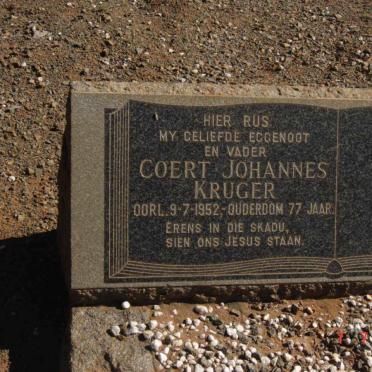 HIER RUS
MY GELIEFDE EGGENOOT
EN VADER
COERT JOHANNES
KRUGER
OORL. 9-7-1952,-OUDERDOM 77 JAAR.
ERENS IN DIE SKADU,
SIEN ONS JESUS STAAN.